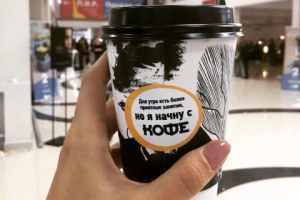 Для утра есть более
приятные занятия,
но я начну с
КОФЕ